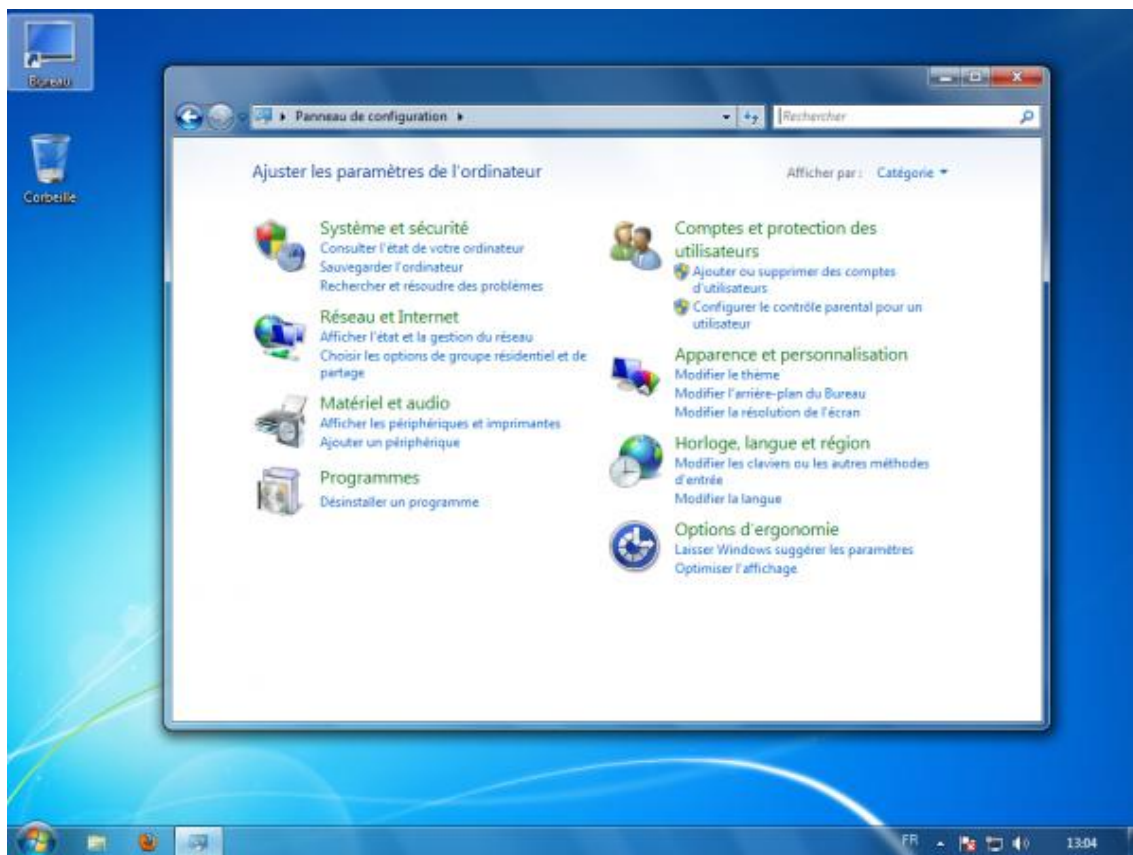 Bureau
Corbeille
Panneau de configuration
Rechercher
Ajuster les paramètres de l'ordinateur
Afficher par : Catégorie
Système et sécurité
Consulter l'état de votre ordinateur
Sauvegarder l'ordinateur
Rechercher et résoudre des problèmes
Réseau et Internet
Afficher l'état et la gestion du réseau
Choisir les options de groupe résidentiel et de
partage
Matériel et audio
Afficher les périphériques et imprimantes
Ajouter un périphérique
Programmes
Désinstaller un programme
Comptes et protection des
utilisateurs
Ajouter ou supprimer des comptes
d'utilisateurs
Configurer le contrôle parental pour un
utilisateur
Apparence et personnalisation
Modifier le thème
Modifier l'arrière-plan du Bureau
Modifier la résolution de l'écran
Horloge, langue et région
Modifier les claviers ou les autres méthodes
d'entrée
Modifier la langue
Options d'ergonomie
Laisser Windows suggérer les paramètres
Optimiser l'affichage
FR
13:04